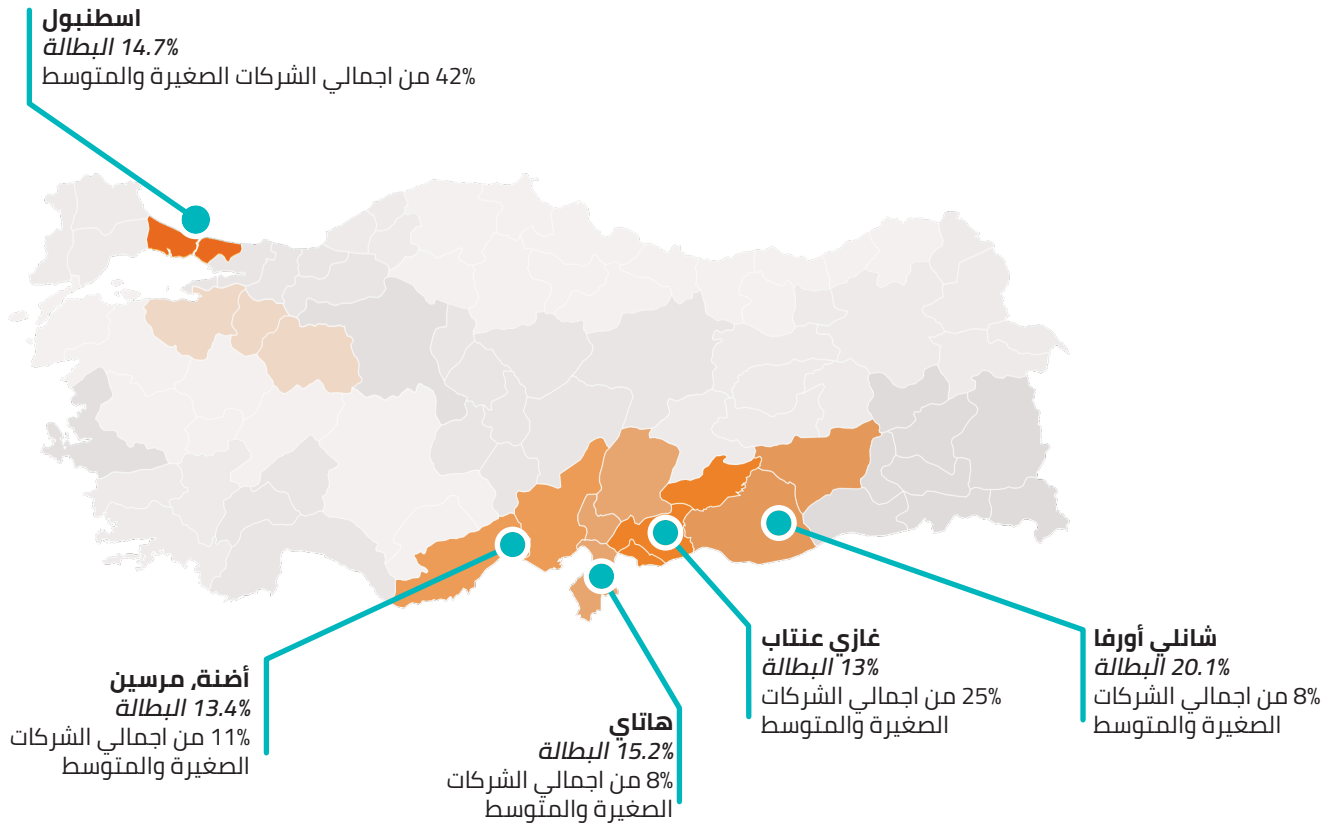 اسطنبول
14.7% البطالة
42% من اجمالي الشركات الصغيرة والمتوسط
شانلي أورفا
20.1% البطالة
8% من اجمالي الشركات
الصغيرة والمتوسط
غازي عنتاب
13% البطالة
25% من اجمالي الشركات
الصغيرة والمتوسط
هاتاي
15.2% البطالة
8% من اجمالي الشركات
الصغيرة والمتوسط
أضنة, مرسين
13.4% البطالة
11% من اجمالي الشركات
الصغيرة والمتوسط